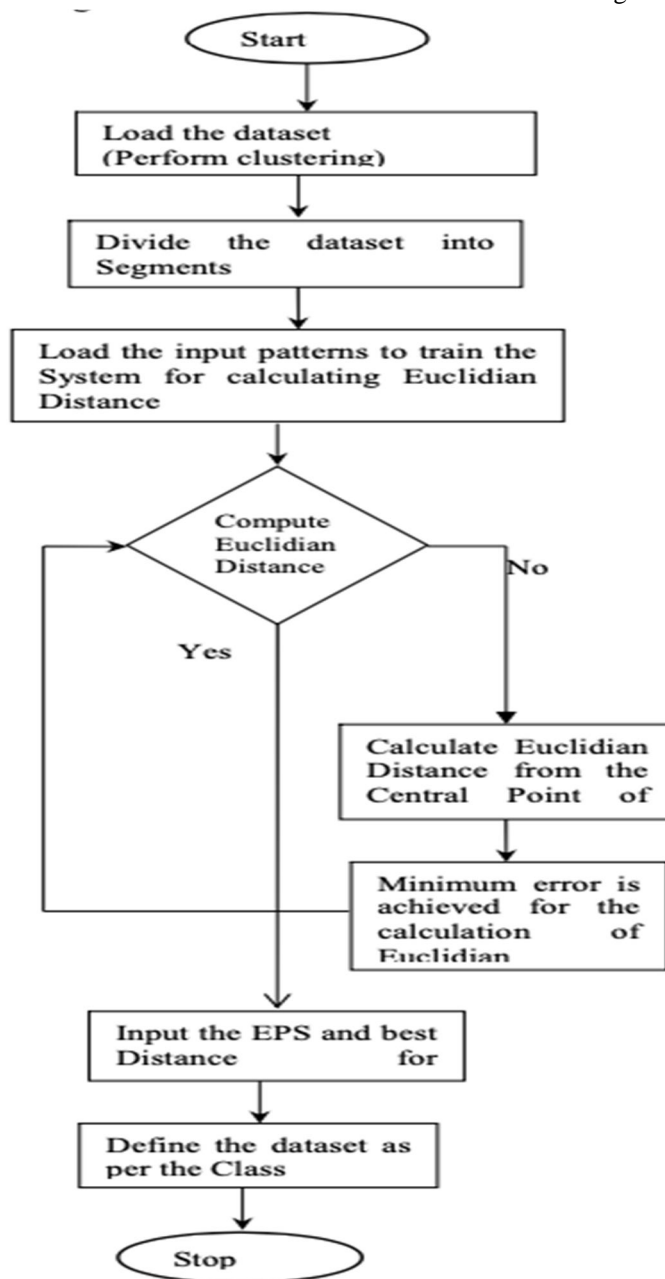 Start
Load the dataset
(Perform clustering)
Divide the dataset into
Segments
Load the input patterns to train the
System for calculating Euclidian
Distance
Compute
Euclidian
Distance
No
Yes
Calculate Euclidian
Distance from the
Central Point of
Minimum error is
achieved for the
calculation of
Euclidian
Input the EPS and best
Distance for
Define the dataset as
per the Class
Stop